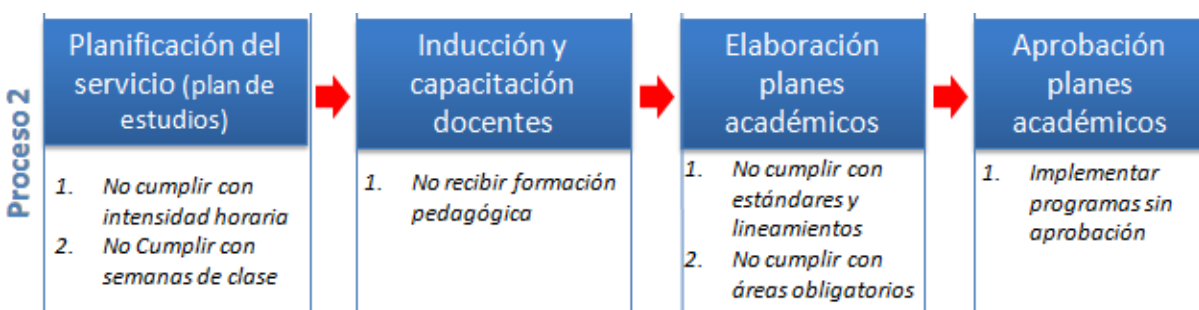 Proceso 2
Planificación del
servicio (plan de
estudios)
1. No cumplir con
intensidad horaria
2. No Cumplir con
semanas de clase
Inducción y
capacitación
docentes
1. No recibir formación
pedagógica
Elaboración
planes
académicos
1. No cumplir con
estándares y
lineamientos
2. No cumplir con
áreas obligatorios
Aprobación
planes
académicos
1. Implementar
programas sin
aprobación